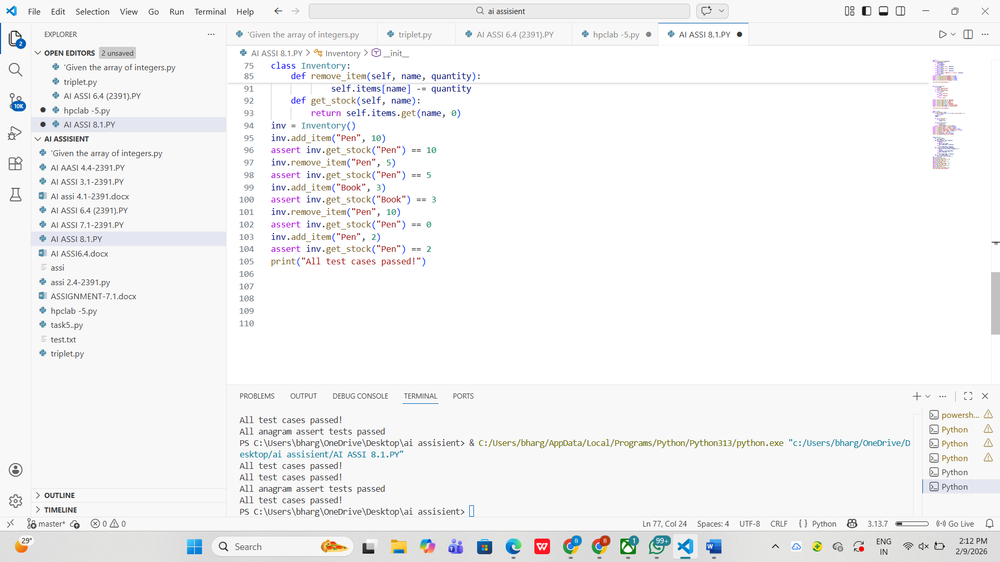 File Edit Selection View Go Run Terminal Help
ai assisient
EXPLORER
OPEN EDITORS 2 unsaved
'Given the array of integers.py
triplet.py
AI ASSI 6.4 (2391).PY
hpclab -5.py
AI ASSI 8.1.PY
AI ASSISIENT
'Given the array of integers.py
AI AASI 4.4-2391.PY
AI ASSI 3.1-2391.PY
AI assi 4.1-2391.docx
AI ASSI 6.4 (2391).PY
AI ASSI 7.1-2391.PY
AI ASSI 8.1.PY
AI ASSI6.4.docx
assi
assi 2.4-2391.py
ASSIGNMENT-7.1.docx
hpclab -5.py
task5..py
test.txt
triplet.py
OUTLINE
TIMELINE
2
10K
'Given the array of integers.py triplet.py AI ASSI 6.4 (2391).PY hpclab -5.py AI ASSI 8.1.PY
AI ASSI 8.1.PY > Inventory > __init__
75 class Inventory:
85 def remove_item(self, name, quantity):
91 self.items[name] -= quantity
92 def get_stock(self, name):
93 return self.items.get(name, 0)
94 inv = Inventory()
95 inv.add_item("Pen", 10)
96 assert inv.get_stock("Pen") == 10
97 inv.remove_item("Pen", 5)
98 assert inv.get_stock("Pen") == 5
99 inv.add_item("Book", 3)
100 assert inv.get_stock("Book") == 3
101 inv.remove_item("Pen", 10)
102 assert inv.get_stock("Pen") == 0
103 inv.add_item("Pen", 2)
104 assert inv.get_stock("Pen") == 2
105 print("All test cases passed!")
106
107
108
109
110
PROBLEMS OUTPUT DEBUG CONSOLE TERMINAL PORTS
All test cases passed!
All anagram assert tests passed
PS C:\Users\bharg\OneDrive\Desktop\ai assisient> & C:/Users/bharg/AppData/Local/Programs/Python/Python313/python.exe "c:/Users/bharg/OneDrive/D
esktop/ai assisient/AI ASSI 8.1.PY"
All test cases passed!
All test cases passed!
All anagram assert tests passed
All test cases passed!
PS C:\Users\bharg\OneDrive\Desktop\ai assisient>
powersh...
Python
Python
Python
Python
Python
master* 0 0 Ln 77, Col 24 Spaces: 4 UTF-8 CRLF { } Python 3.13.7 Go Live
29° Search B B 1 99+ ENG
IN
2:12 PM
2/9/2026